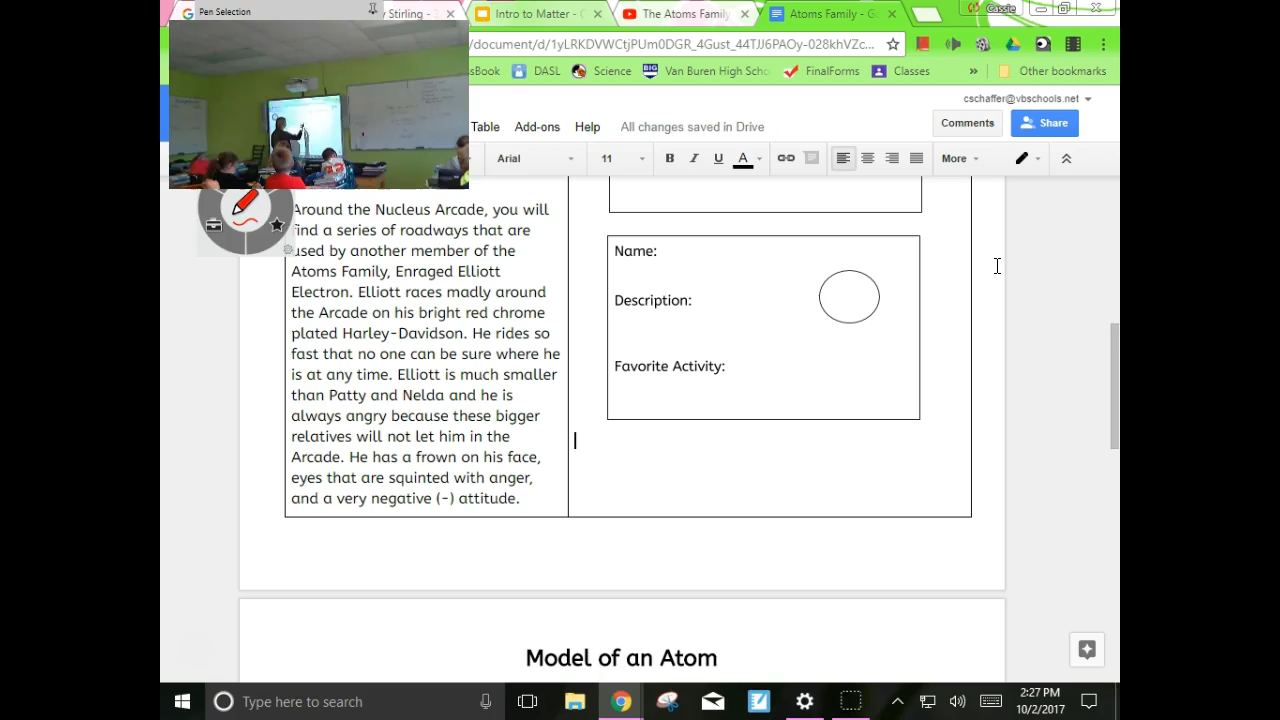 Pen Selection
y Stirling - 3
Intro to Matter - G
The Atoms Family
Atoms Family - Go
Cassie
/document/d/1yLRKDVWCtjPUm0DGR_4Gust_44TJJ6PAOy-028khVZc...
ssBook
DASL
Science
BIG
Van Buren High Scho
FinalForms
Classes
»
Other bookmarks
cschaffer@vbschools.net
Table
Add-ons
Help
All changes saved in Drive
Comments
Share
Arial
11
B
I
U
A
More
Around the Nucleus Arcade, you will
find a series of roadways that are
used by another member of the
Atoms Family, Enraged Elliott
Electron. Elliott races madly around
the Arcade on his bright red chrome
plated Harley-Davidson. He rides so
fast that no one can be sure where he
is at any time. Elliott is much smaller
than Patty and Nelda and he is
always angry because these bigger
relatives will not let him in the
Arcade. He has a frown on his face,
eyes that are squinted with anger,
and a very negative (-) attitude.
Name:
Description:
Favorite Activity:
Model of an Atom
Type here to search
2:27 PM
10/2/2017